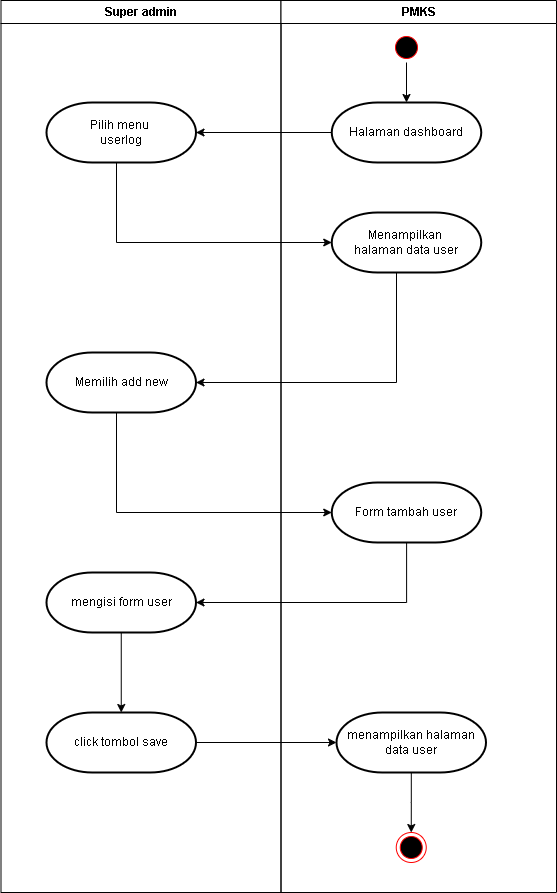 Super admin
PMKS
Halaman dashboard
Pilih menu
userlog
Menampilkan
halaman data user
Memilih add new
Form tambah user
mengisi form user
click tombol save
menampilkan halaman
data user